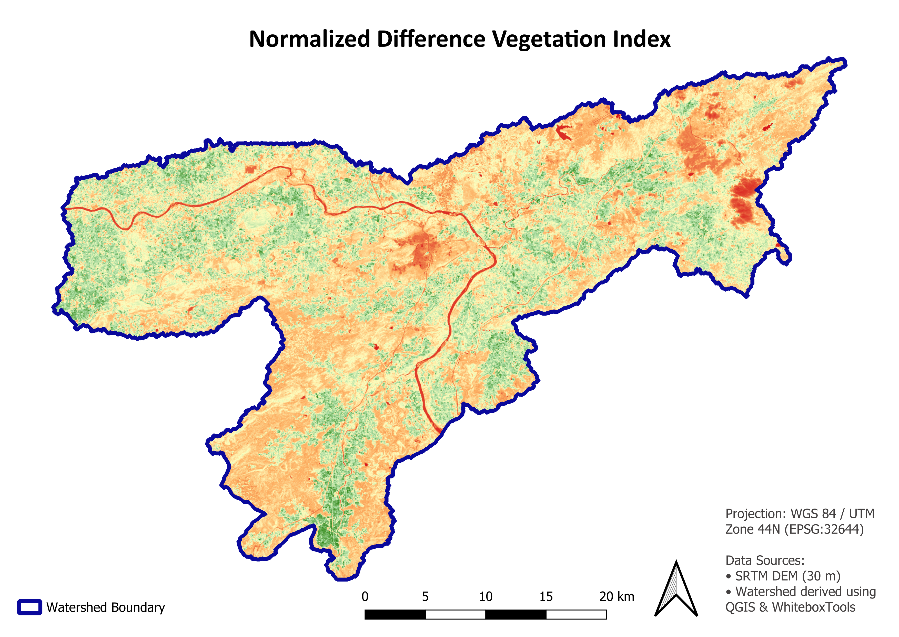 Normalized Difference Vegetation Index
Projection: WGS 84 / UTM
Zone 44N (EPSG:32644)
Data Sources:
• SRTM DEM (30 m)
• Watershed derived using
QGIS & WhiteboxTools
Watershed Boundary
0 5 10 15 20 km